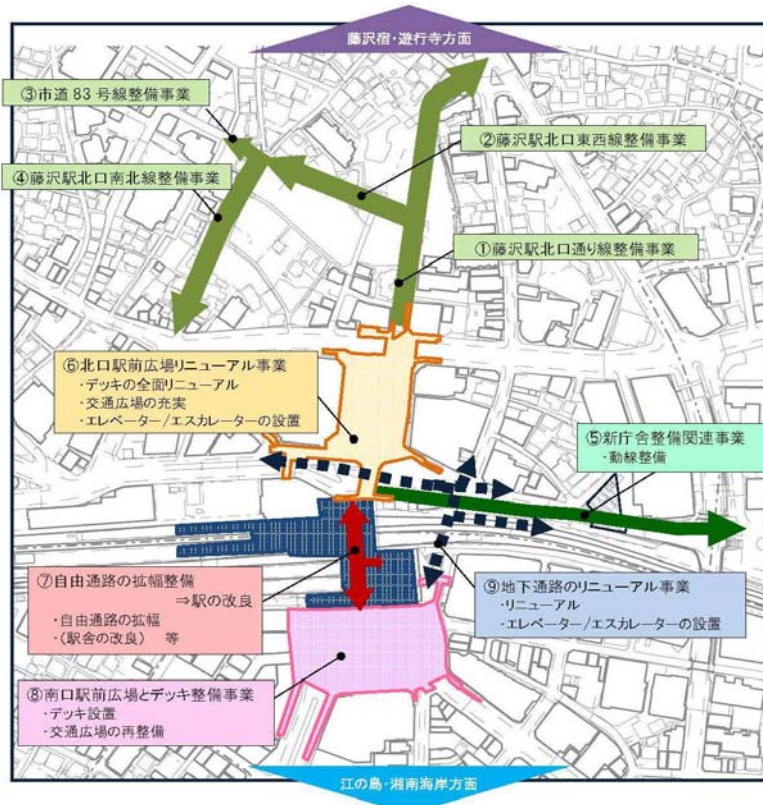 藤沢宿・遊行寺方面
③市道83号線整備事業
②藤沢駅北口東西線整備事業
④藤沢駅北口南北線整備事業
①藤沢駅北口通り線整備事業
⑥北口駅前広場リニューアル事業
・デッキの全面リニューアル
・交通広場の充実
・エレベーター/エスカレーターの設置
⑤新庁舎整備関連事業
・動線整備
⑦自由通路の拡幅整備
⇒駅の改良
・自由通路の拡幅
・(駅舎の改良) 等
⑨地下通路のリニューアル事業
・リニューアル
・エレベーター/エスカレーターの設置
⑧南口駅前広場とデッキ整備事業
・デッキ設置
・交通広場の再整備
江の島・湘南海岸方面